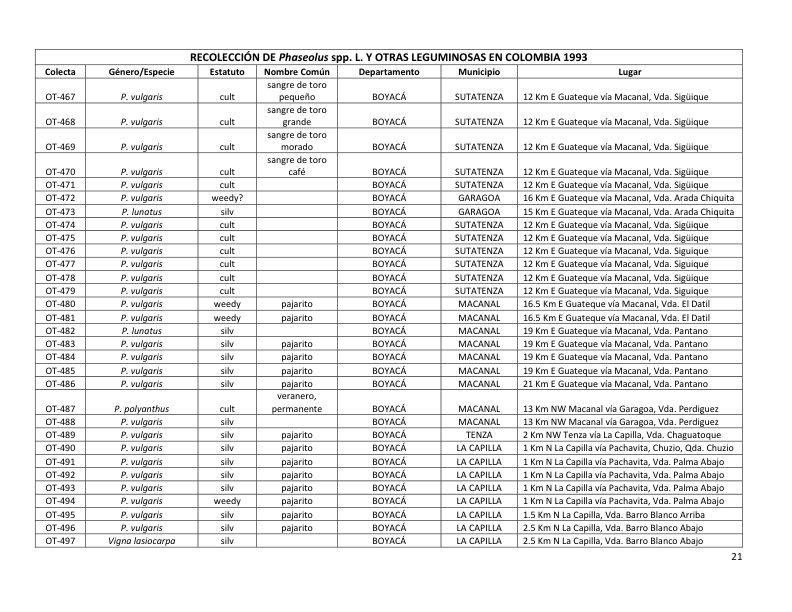 RECOLECCIÓN DE Phaseolus spp. L. Y OTRAS LEGUMINOSAS EN COLOMBIA 1993
Colecta Género/Especie Estatuto Nombre Común Departamento Municipio Lugar
sangre de toro
OT-467 P. vulgaris cult pequeño BOYACÁ SUTATENZA 12 Km E Guateque vía Macanal, Vda. Sigüique
sangre de toro
OT-468 P. vulgaris cult grande BOYACÁ SUTATENZA 12 Km E Guateque vía Macanal, Vda. Sigüique
sangre de toro
OT-469 P. vulgaris cult morado BOYACÁ SUTATENZA 12 Km E Guateque vía Macanal, Vda. Sigüique
sangre de toro
OT-470 P. vulgaris cult café BOYACÁ SUTATENZA 12 Km E Guateque vía Macanal, Vda. Sigüique
OT-471 P. vulgaris cult BOYACÁ SUTATENZA 12 Km E Guateque vía Macanal, Vda. Sigüique
OT-472 P. vulgaris weedy? BOYACÁ GARAGOA 16 Km E Guateque vía Macanal, Vda. Arada Chiquita
OT-473 P. lunatus silv BOYACÁ GARAGOA 15 Km E Guateque vía Macanal, Vda. Arada Chiquita
OT-474 P. vulgaris cult BOYACÁ SUTATENZA 12 Km E Guateque vía Macanal, Vda. Sigüique
OT-475 P. vulgaris cult BOYACÁ SUTATENZA 12 Km E Guateque vía Macanal, Vda. Siguique
OT-476 P. vulgaris cult BOYACÁ SUTATENZA 12 Km E Guateque vía Macanal, Vda. Siguique
OT-477 P. vulgaris cult BOYACÁ SUTATENZA 12 Km E Guateque vía Macanal, Vda. Siguique
OT-478 P. vulgaris cult BOYACÁ SUTATENZA 12 Km E Guateque vía Macanal, Vda. Siguique
OT-479 P. vulgaris cult BOYACÁ SUTATENZA 12 Km E Guateque vía Macanal, Vda. Siguique
OT-480 P. vulgaris weedy pajarito BOYACÁ MACANAL 16.5 Km E Guateque vía Macanal, Vda. El Datil
OT-481 P. vulgaris weedy pajarito BOYACÁ MACANAL 16.5 Km E Guateque vía Macanal, Vda. El Datil
OT-482 P. lunatus silv BOYACÁ MACANAL 19 Km E Guateque vía Macanal, Vda. Pantano
OT-483 P. vulgaris silv pajarito BOYACÁ MACANAL 19 Km E Guateque vía Macanal, Vda. Pantano
OT-484 P. vulgaris silv pajarito BOYACÁ MACANAL 19 Km E Guateque vía Macanal, Vda. Pantano
OT-485 P. vulgaris silv pajarito BOYACÁ MACANAL 19 Km E Guateque vía Macanal, Vda. Pantano
OT-486 P. vulgaris silv pajarito BOYACÁ MACANAL 21 Km E Guateque vía Macanal, Vda. Pantano
veranero,
OT-487 P. polyanthus cult permanente BOYACÁ MACANAL 13 Km NW Macanal vía Garagoa, Vda. Perdiguez
OT-488 P. vulgaris silv BOYACÁ MACANAL 13 Km NW Macanal vía Garagoa, Vda. Perdiguez
OT-489 P. vulgaris silv pajarito BOYACÁ TENZA 2 Km NW Tenza vía La Capilla, Vda. Chaguatoque
OT-490 P. vulgaris silv pajarito BOYACÁ LA CAPILLA 1 Km N La Capilla vía Pachavita, Chuzio, Qda. Chuzio
OT-491 P. vulgaris silv pajarito BOYACÁ LA CAPILLA 1 Km N La Capilla vía Pachavita, Vda. Palma Abajo
OT-492 P. vulgaris silv pajarito BOYACÁ LA CAPILLA 1 Km N La Capilla vía Pachavita, Vda. Palma Abajo
OT-493 P. vulgaris silv pajarito BOYACÁ LA CAPILLA 1 Km N La Capilla vía Pachavita, Vda. Palma Abajo
OT-494 P. vulgaris weedy pajarito BOYACÁ LA CAPILLA 1 Km N La Capilla vía Pachavita, Vda. Palma Abajo
OT-495 P. vulgaris silv pajarito BOYACÁ LA CAPILLA 1.5 Km N La Capilla, Vda. Barro Blanco Arriba
OT-496 P. vulgaris silv pajarito BOYACÁ LA CAPILLA 2.5 Km N La Capilla, Vda. Barro Blanco Abajo
OT-497 Vigna lasiocarpa silv BOYACÁ LA CAPILLA 2.5 Km N La Capilla, Vda. Barro Blanco Abajo
21